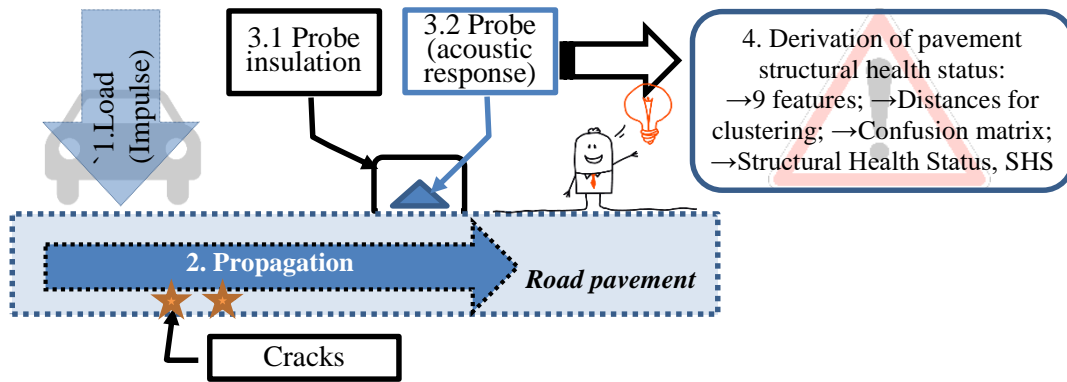 `1.Load
(Impulse)
3.1 Probe
insulation
3.2 Probe
(acoustic
response)
4. Derivation of pavement
structural health status:
→9 features; →Distances for
clustering; →Confusion matrix;
→Structural Health Status, SHS
2. Propagation
Road pavement
Cracks